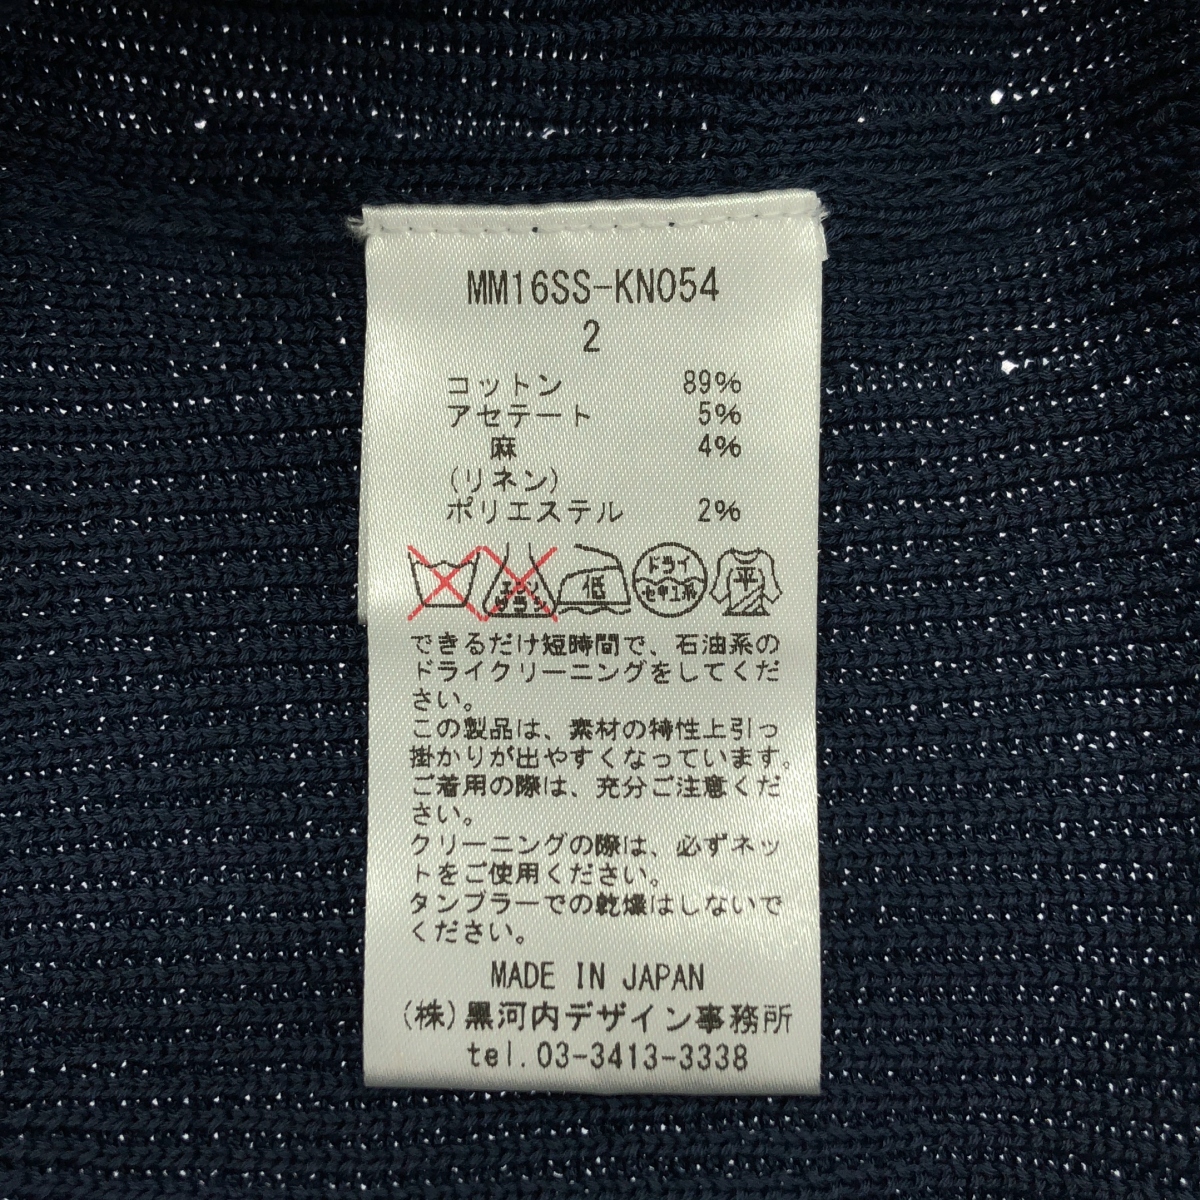 MM16SS-KN054
2
コットン 89%
アセテート 5%
麻 4%
(リネン)
ポリエステル 2%
エンソサラシ 低 ドライ セキユ系 平
できるだけ短時間で、石油系の
ドライクリーニングをしてくだ
さい。
この製品は、素材の特性上引っ
掛かりが出やすくなっています。
ご着用の際は、充分ご注意くだ
さい。
クリーニングの際は、必ずネッ
トをご使用ください。
タンブラーでの乾燥はしないで
ください。
MADE IN JAPAN
(株)黒河内デザイン事務所
tel.03-3413-3338